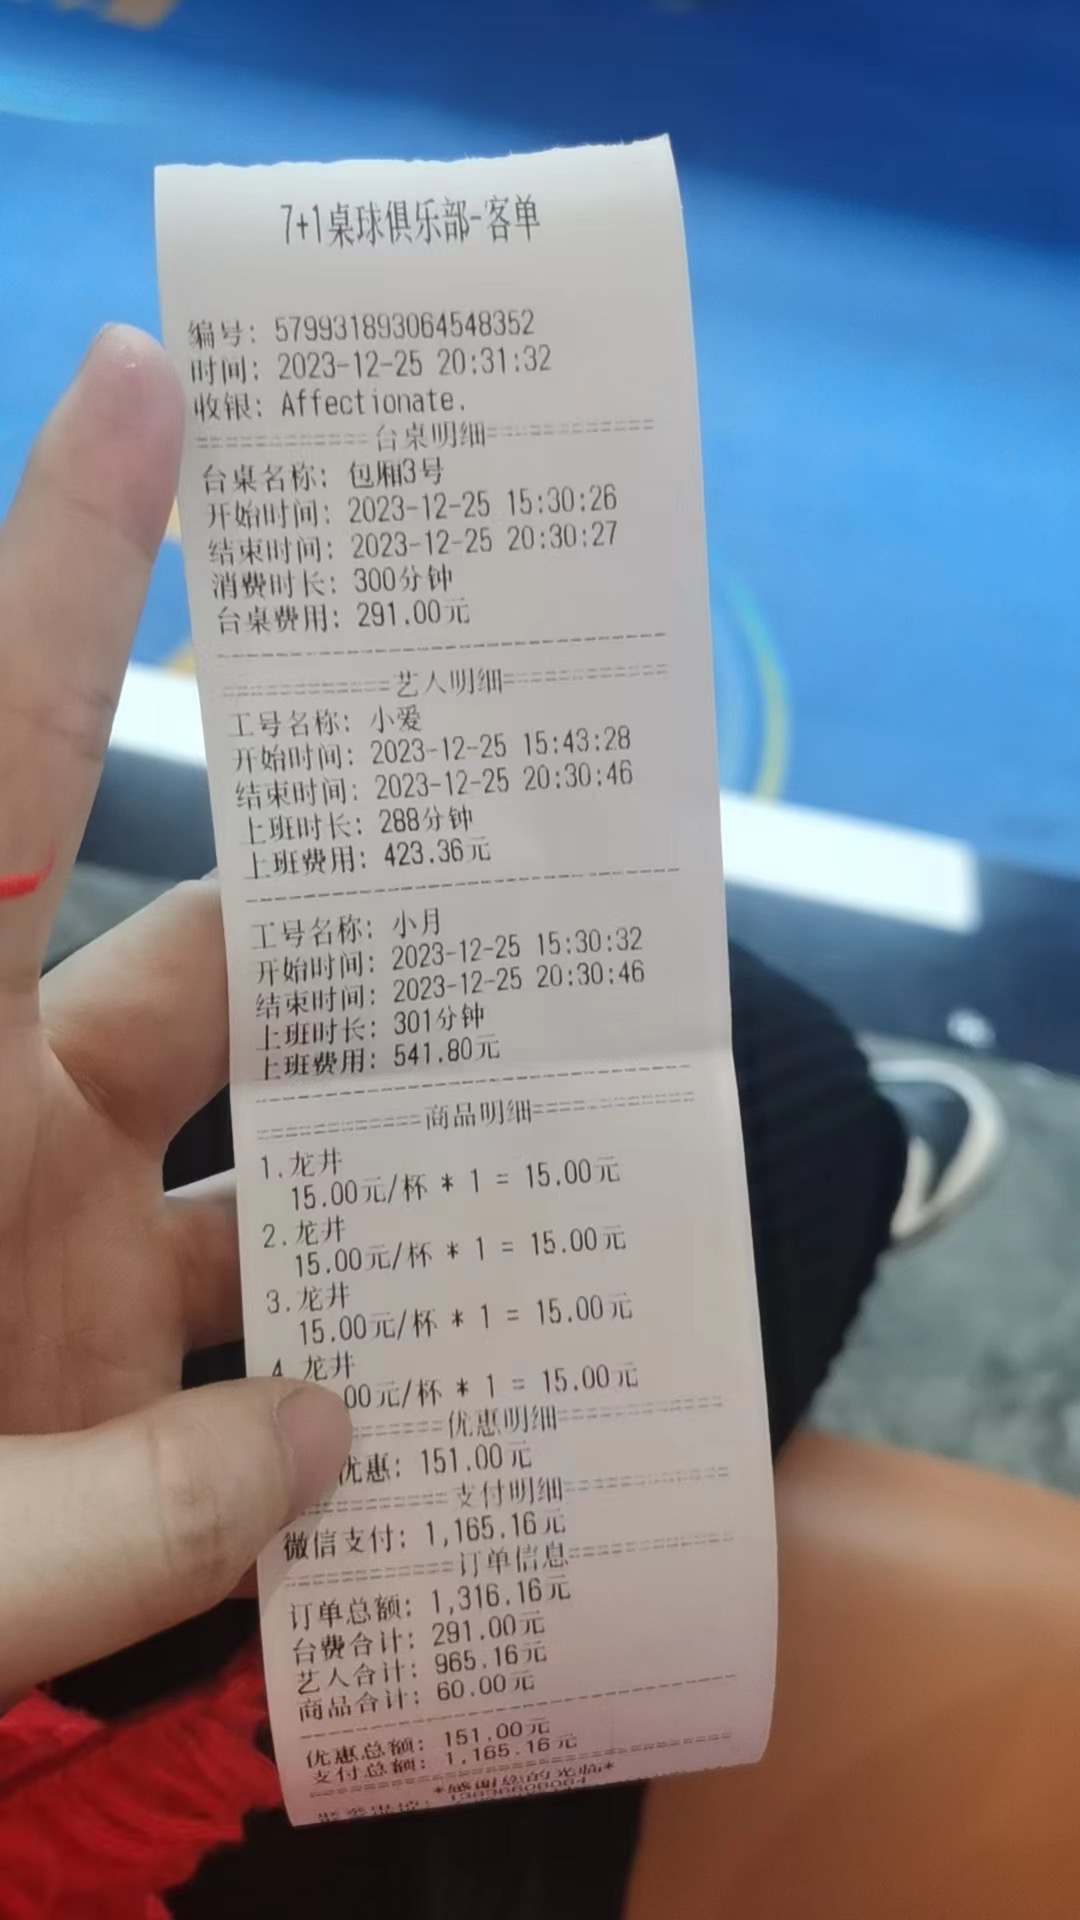 7+1桌球俱乐部-客单
编号: 579931893064548352
时间: 2023-12-25 20:31:32
收银: Affectionate.
============台桌明细============
台桌名称: 包厢3号
开始时间: 2023-12-25 15:30:26
结束时间: 2023-12-25 20:30:27
消费时长: 300分钟
台桌费用: 291.00元
============艺人明细============
工号名称: 小爱
开始时间: 2023-12-25 15:43:28
结束时间: 2023-12-25 20:30:46
上班时长: 288分钟
上班费用: 423.36元
工号名称: 小月
开始时间: 2023-12-25 15:30:32
结束时间: 2023-12-25 20:30:46
上班时长: 301分钟
上班费用: 541.80元
============商品明细============
1.龙井
15.00元/杯 * 1 = 15.00元
2.龙井
15.00元/杯 * 1 = 15.00元
3.龙井
15.00元/杯 * 1 = 15.00元
4.龙井
00元/杯 * 1 = 15.00元
======优惠明细============
优惠: 151.00元
============支付明细============
微信支付: 1,165.16元
============订单信息============
订单总额: 1,316.16元
台费合计: 291.00元
艺人合计: 965.16元
商品合计: 60.00元
优惠总额: 151.00元
支付总额: 1,165.16元
*感谢您的光临*